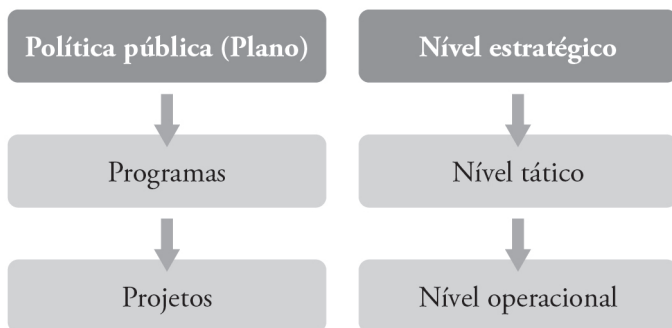 Política pública (Plano)
Nível estratégico
Programas
Nível tático
Projetos
Nível operacional